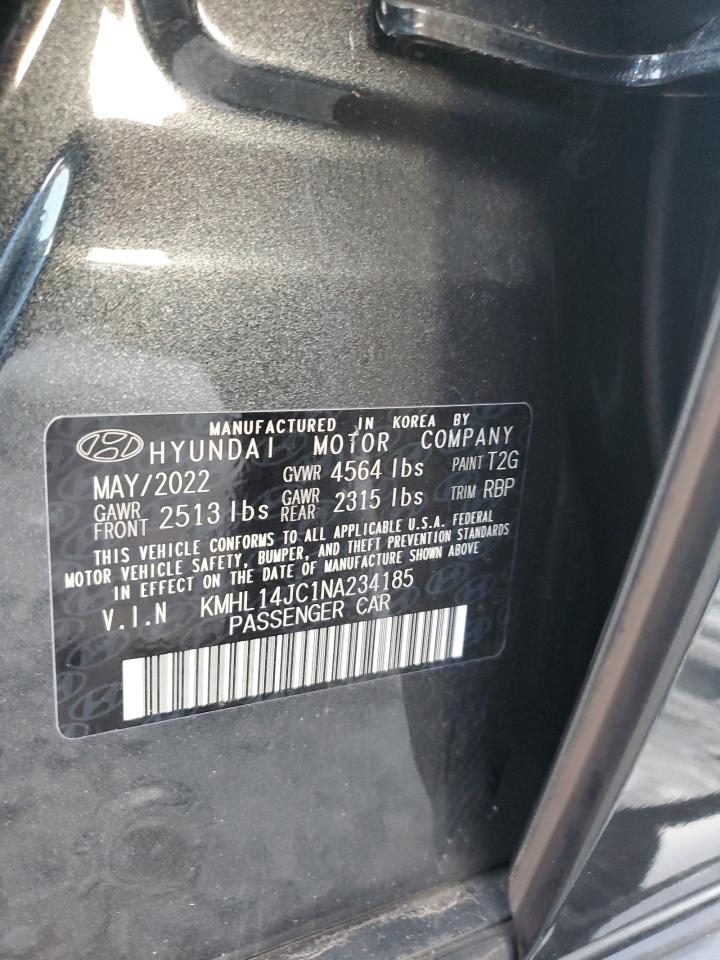 MANUFACTURED IN KOREA BY
HYUNDAI MOTOR COMPANY
MAY/2022 GVWR 4564 lbs PAINT T2G
GAWR FRONT 2513 lbs GAWR REAR 2315 lbs TRIM RBP
THIS VEHICLE CONFORMS TO ALL APPLICABLE U.S.A. FEDERAL
MOTOR VEHICLE SAFETY, BUMPER, AND THEFT PREVENTION STANDARDS
IN EFFECT ON THE DATE OF MANUFACTURE SHOWN ABOVE
V.I.N KMHL14JC1NA234185
PASSENGER CAR